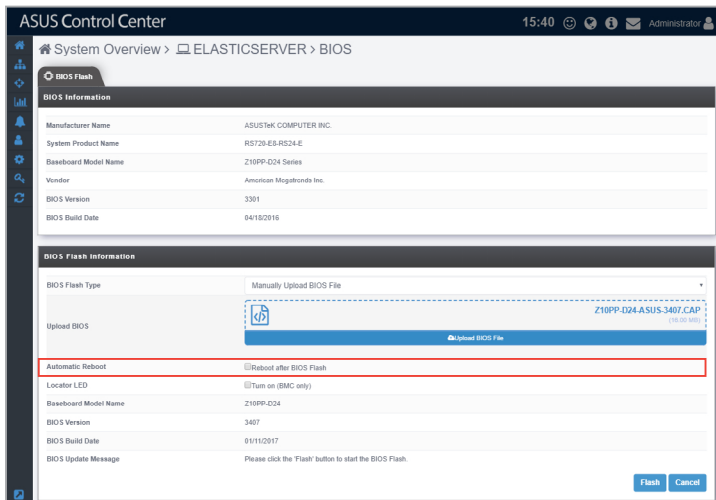 ASUS Control Center
15:40 Administrator
System Overview > ELASTICSERVER > BIOS
BIOS Flash
BIOS Information
Manufacturer Name ASUSTeK COMPUTER INC.
System Product Name RS720-E8-RS24-E
Baseboard Model Name Z10PP-D24 Series
Vendor American Megatrends Inc.
BIOS Version 3301
BIOS Build Date 04/18/2016
BIOS Flash Information
BIOS Flash Type Manually Upload BIOS File
Z10PP-D24-ASUS-3407.CAP
(16.00 MB)
Upload BIOS
Upload BIOS File
Automatic Reboot Reboot after BIOS Flash
Locator LED Turn on (BMC only)
Baseboard Model Name Z10PP-D24
BIOS Version 3407
BIOS Build Date 01/11/2017
BIOS Update Message Please click the 'Flash' button to start the BIOS Flash.
Flash Cancel